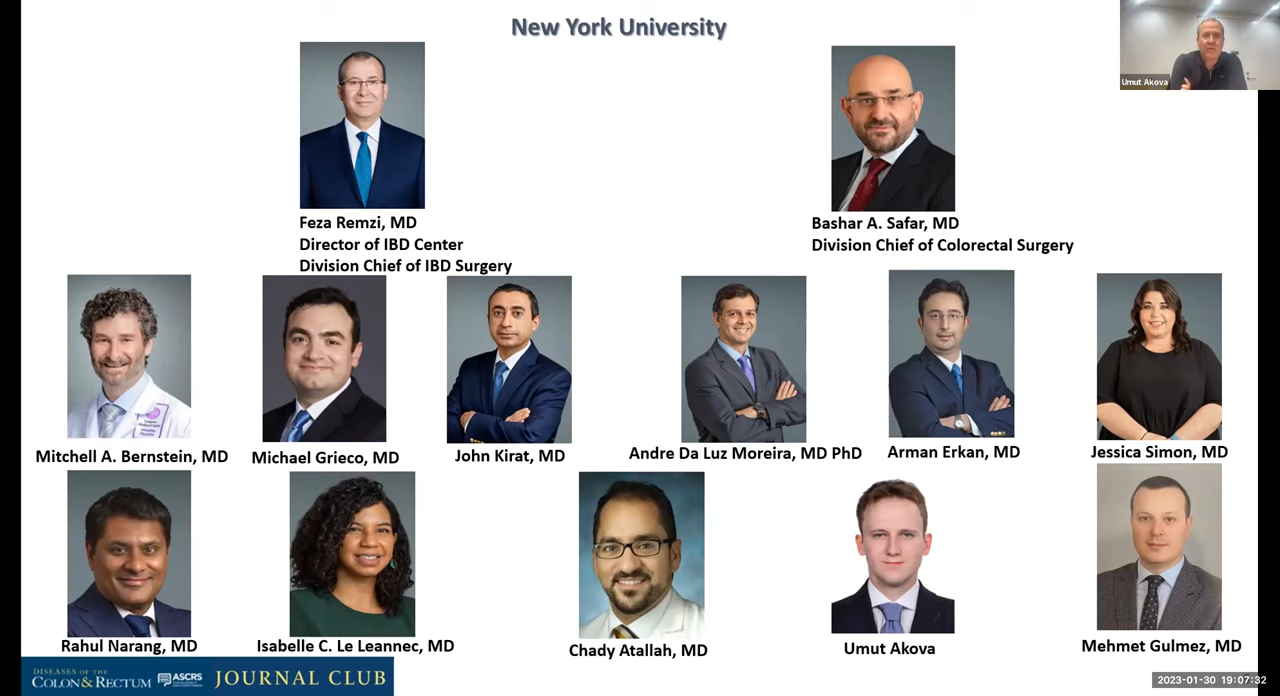 New York University
Umut Akova
Feza Remzi, MD
Director of IBD Center
Division Chief of IBD Surgery
Bashar A. Safar, MD
Division Chief of Colorectal Surgery
Mitchell A. Bernstein, MD
Michael Grieco, MD
John Kirat, MD
Andre Da Luz Moreira, MD PhD
Arman Erkan, MD
Jessica Simon, MD
Rahul Narang, MD
Isabelle C. Le Leannec, MD
Chady Atallah, MD
Umut Akova
Mehmet Gulmez, MD
DISEASES OF THE
COLON & RECTUM
ASCRS
JOURNAL CLUB
2023-01-30 19:07:32